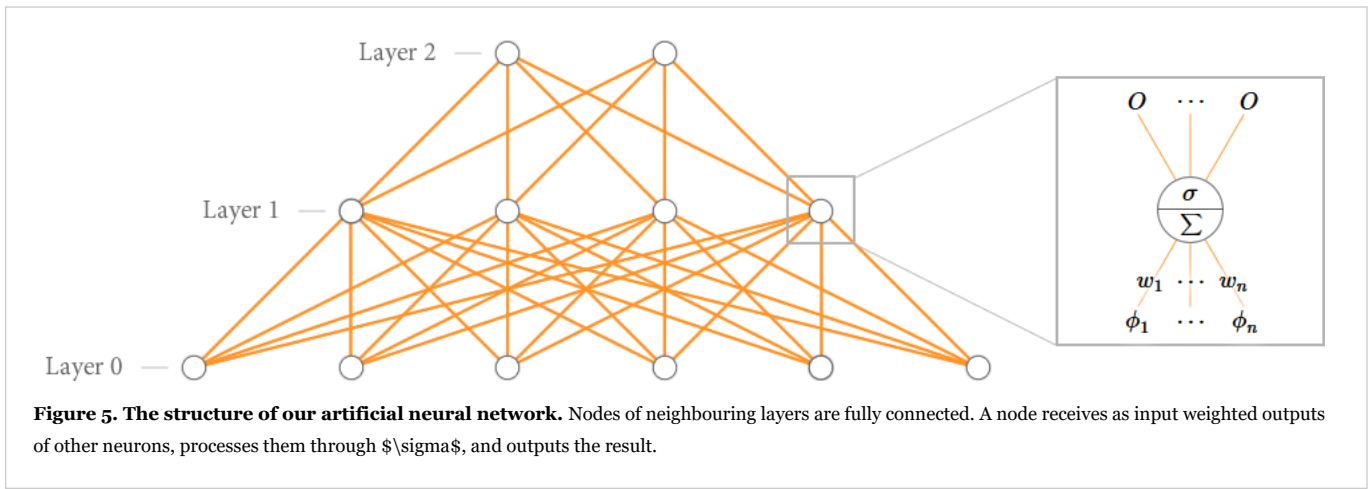 Layer 2
Layer 1
Layer 0
O ⋯ O
σ
∑
w₁ ⋯ wₙ
ϕ₁ ⋯ ϕₙ
Figure 5. The structure of our artificial neural network. Nodes of neighbouring layers are fully connected. A node receives as input weighted outputs
of other neurons, processes them through $\sigma$, and outputs the result.